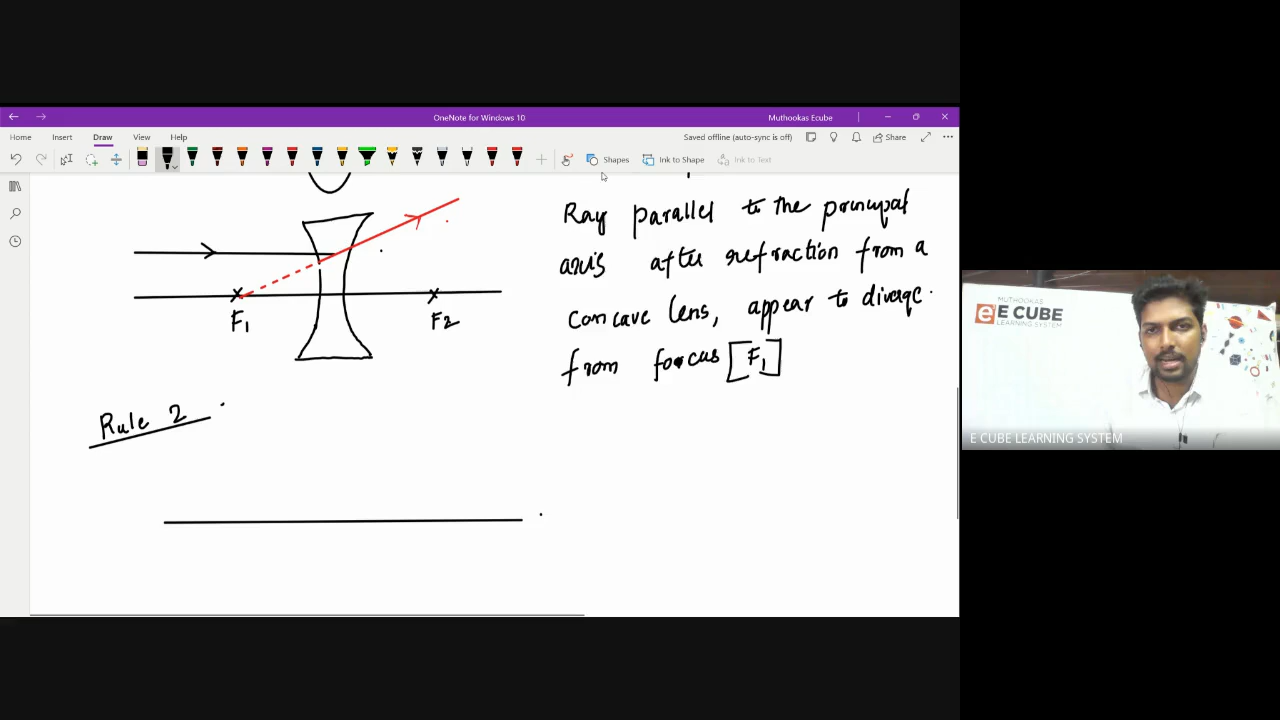 OneNote for Windows 10
Muthookas Ecube
Home
Insert
Draw
View
Help
Saved offline (auto-sync is off)
Share
Shapes
Ink to Shape
Ink to Text
Ray parallel to the principal
axis after refraction from a
concave lens, appear to diverge
from forcus [F1]
F1
F2
Rule 2
MUTHOOKAS
E CUBE
LEARNING SYSTEM
E CUBE LEARNING SYSTEM